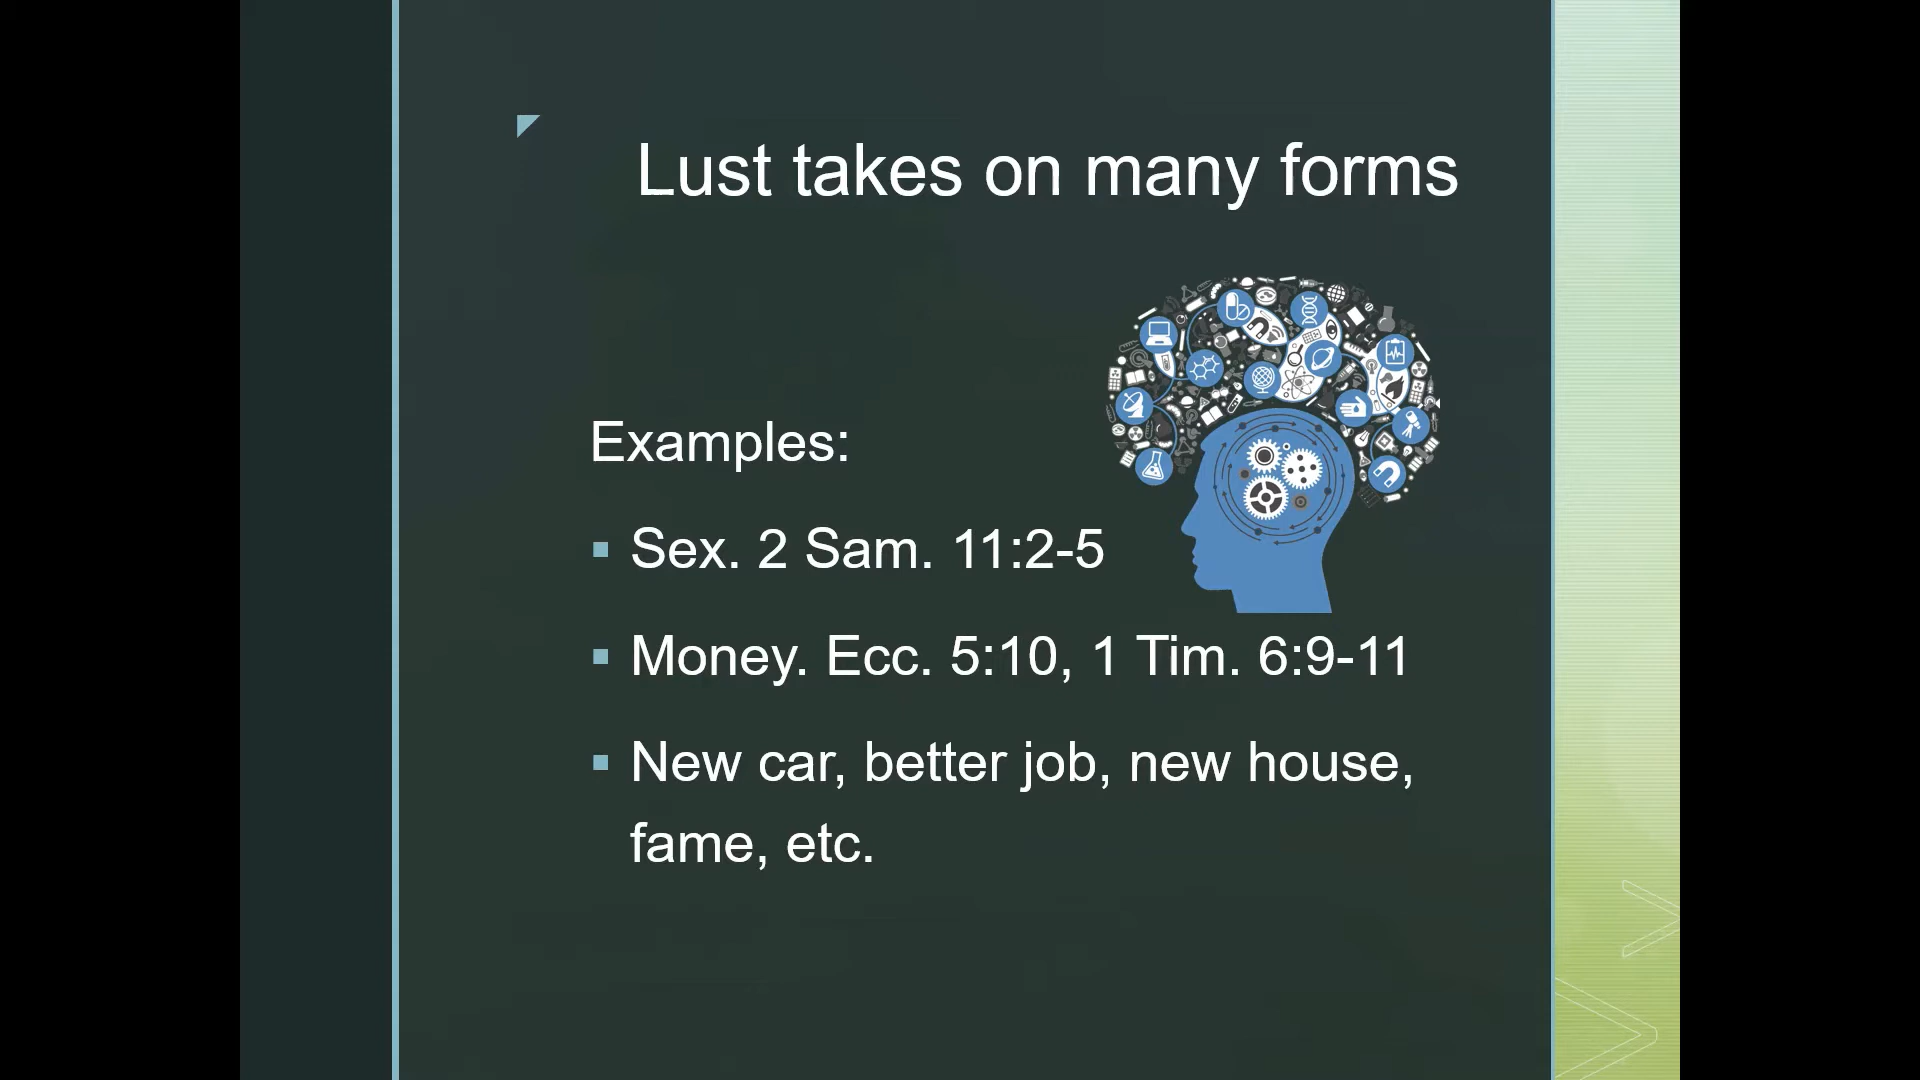 Lust takes on many forms
Examples:
Sex. 2 Sam. 11:2-5
Money. Ecc. 5:10, 1 Tim. 6:9-11
New car, better job, new house,
fame, etc.